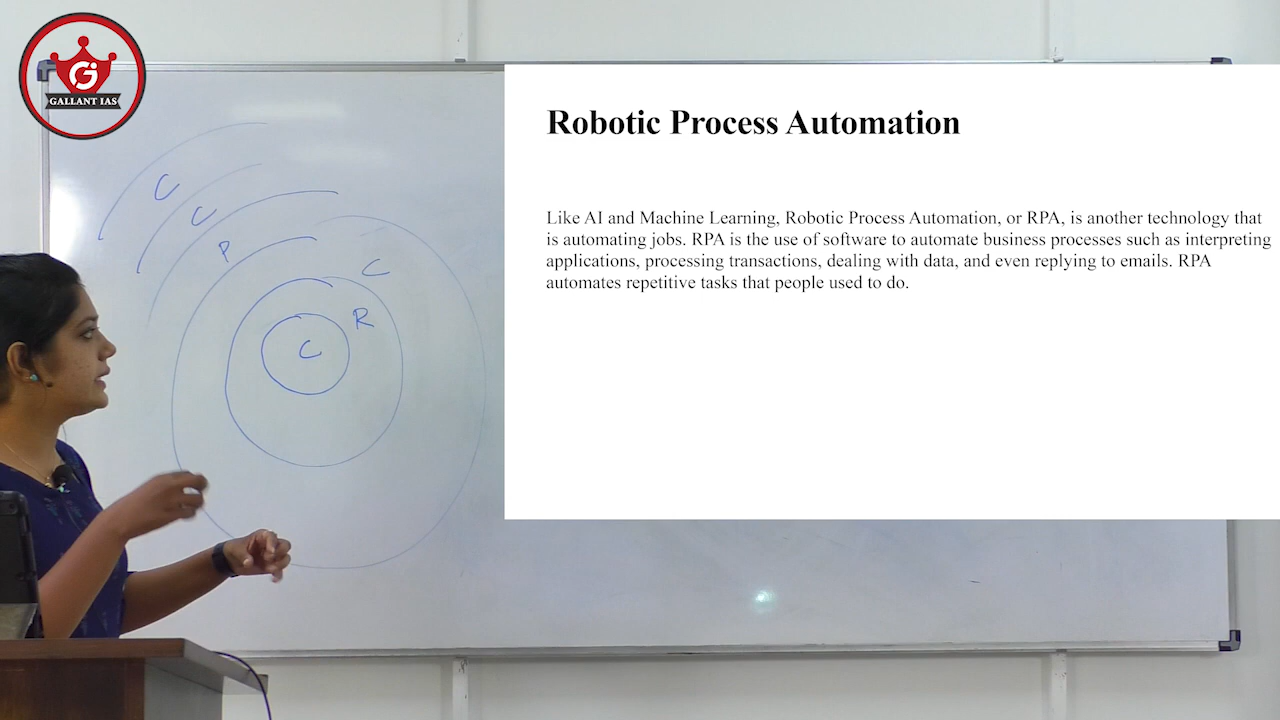 GALLANT IAS
Robotic Process Automation
Like AI and Machine Learning, Robotic Process Automation, or RPA, is another technology that
is automating jobs. RPA is the use of software to automate business processes such as interpreting
applications, processing transactions, dealing with data, and even replying to emails. RPA
automates repetitive tasks that people used to do.
C
C
P
C
R
C